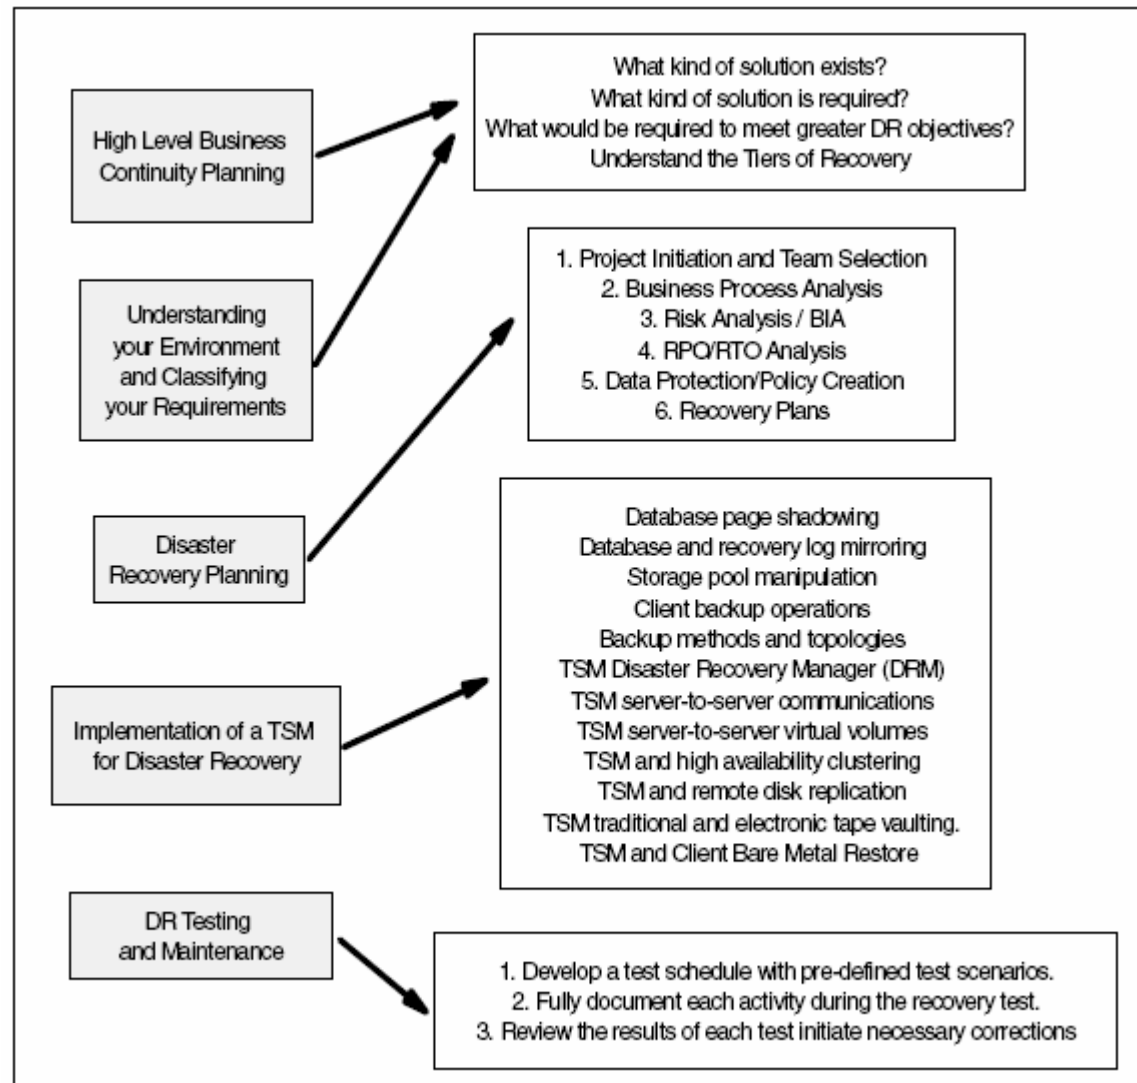 High Level Business
Continuity Planning
What kind of solution exists?
What kind of solution is required?
What would be required to meet greater DR objectives?
Understand the Tiers of Recovery
Understanding
your Environment
and Classifying
your Requirements
1. Project Initiation and Team Selection
2. Business Process Analysis
3. Risk Analysis / BIA
4. RPO/RTO Analysis
5. Data Protection/Policy Creation
6. Recovery Plans
Disaster
Recovery Planning
Database page shadowing
Database and recovery log mirroring
Storage pool manipulation
Client backup operations
Backup methods and topologies
TSM Disaster Recovery Manager (DRM)
TSM server-to-server communications
TSM server-to-server virtual volumes
TSM and high availability clustering
TSM and remote disk replication
TSM traditional and electronic tape vaulting.
TSM and Client Bare Metal Restore
Implementation of a TSM
for Disaster Recovery
DR Testing
and Maintenance
1. Develop a test schedule with pre-defined test scenarios.
2. Fully document each activity during the recovery test.
3. Review the results of each test initiate necessary corrections